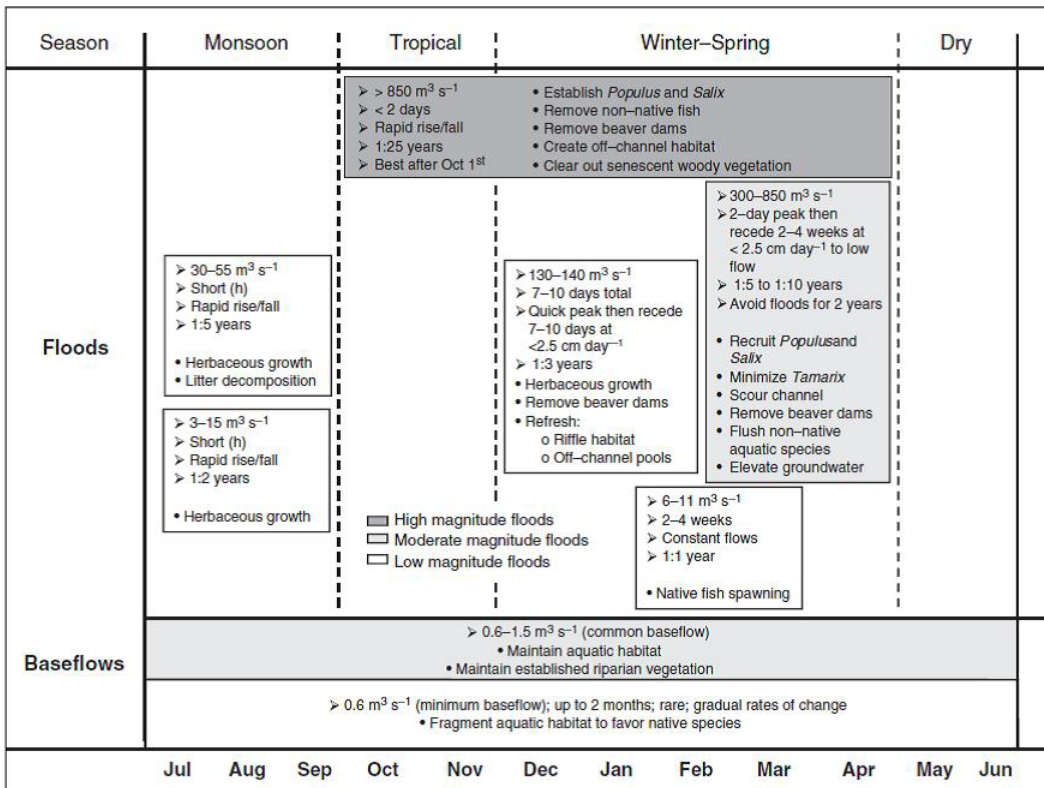 Season
Monsoon
Tropical
Winter–Spring
Dry
Floods
➢ > 850 m³ s⁻¹
➢ < 2 days
➢ Rapid rise/fall
➢ 1:25 years
➢ Best after Oct 1ˢᵗ
• Establish Populus and Salix
• Remove non–native fish
• Remove beaver dams
• Create off–channel habitat
• Clear out senescent woody vegetation
➢ 30–55 m³ s⁻¹
➢ Short (h)
➢ Rapid rise/fall
➢ 1:5 years
• Herbaceous growth
• Litter decomposition
➢ 3–15 m³ s⁻¹
➢ Short (h)
➢ Rapid rise/fall
➢ 1:2 years
• Herbaceous growth
➢ 130–140 m³ s⁻¹
➢ 7–10 days total
➢ Quick peak then recede
7–10 days at
<2.5 cm day⁻¹
➢ 1:3 years
• Herbaceous growth
• Remove beaver dams
• Refresh:
o Riffle habitat
o Off–channel pools
➢ 300–850 m³ s⁻¹
➢ 2–day peak then
recede 2–4 weeks at
< 2.5 cm day⁻¹ to low
flow
➢ 1:5 to 1:10 years
➢ Avoid floods for 2 years
• Recruit Populusand
Salix
• Minimize Tamarix
• Scour channel
• Remove beaver dams
• Flush non–native
aquatic species
• Elevate groundwater
➢ 6–11 m³ s⁻¹
➢ 2–4 weeks
➢ Constant flows
➢ 1:1 year
• Native fish spawning
High magnitude floods
Moderate magnitude floods
Low magnitude floods
Baseflows
➢ 0.6–1.5 m³ s⁻¹ (common baseflow)
• Maintain aquatic habitat
• Maintain established riparian vegetation
➢ 0.6 m³ s⁻¹ (minimum baseflow); up to 2 months; rare; gradual rates of change
• Fragment aquatic habitat to favor native species
Jul Aug Sep Oct Nov Dec Jan Feb Mar Apr May Jun